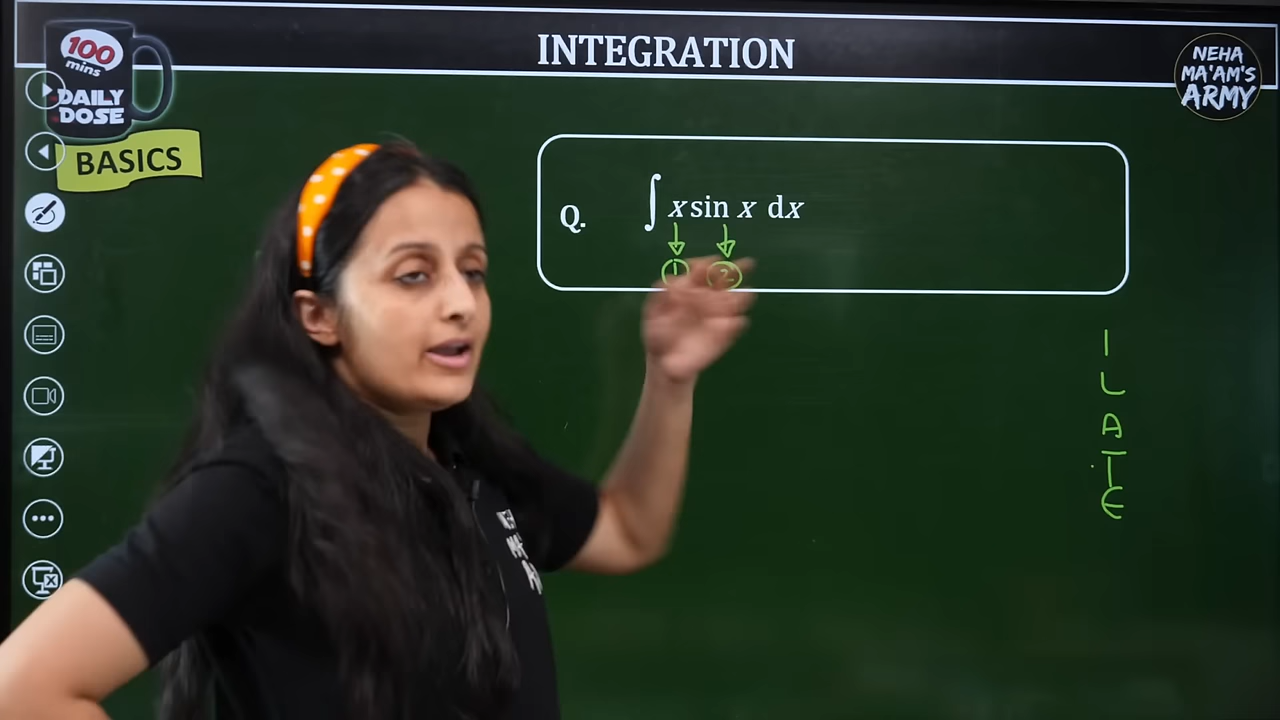 INTEGRATION
100
mins
DAILY
DOSE
NEHA
MA'AM'S
ARMY
BASICS
Q. ∫ x sin x dx
1 2
I
L
A
T
E